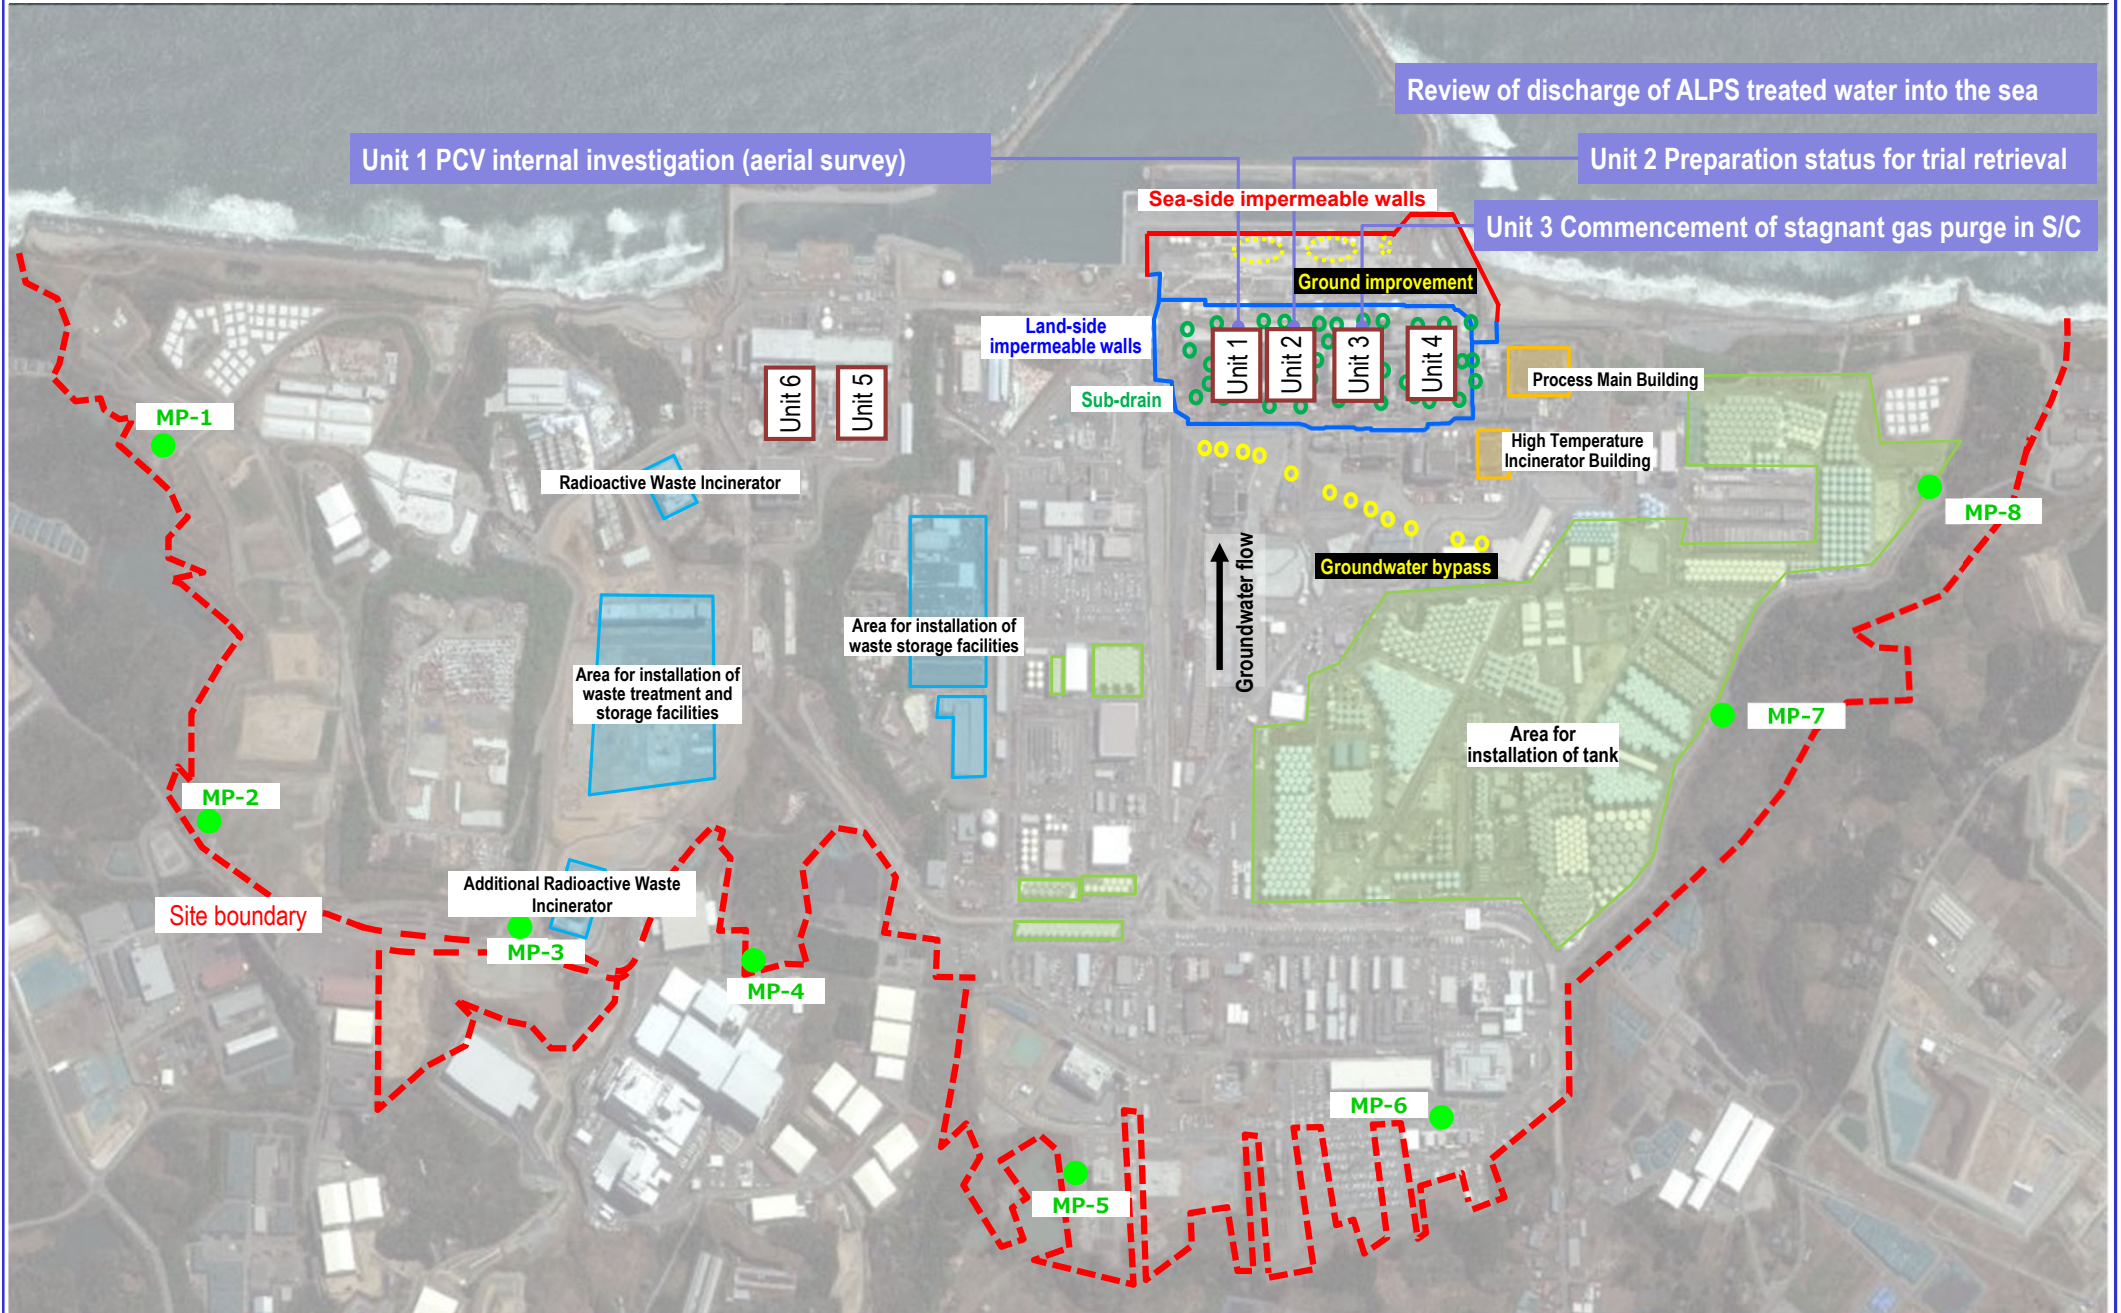 Review of discharge of ALPS treated water into the sea
Unit 1 PCV internal investigation (aerial survey)
Unit 2 Preparation status for trial retrieval
Sea-side impermeable walls
Unit 3 Commencement of stagnant gas purge in S/C
Ground improvement
Land-side
impermeable walls
Unit 1
Unit 2
Unit 3
Unit 4
Process Main Building
Sub-drain
Unit 6
Unit 5
MP-1
High Temperature
Incinerator Building
Radioactive Waste Incinerator
MP-8
Groundwater bypass
Groundwater flow
Area for installation of
waste storage facilities
Area for installation of
waste treatment and
storage facilities
MP-7
Area for
installation of tank
MP-2
Additional Radioactive Waste
Incinerator
Site boundary
MP-3
MP-4
MP-6
MP-5